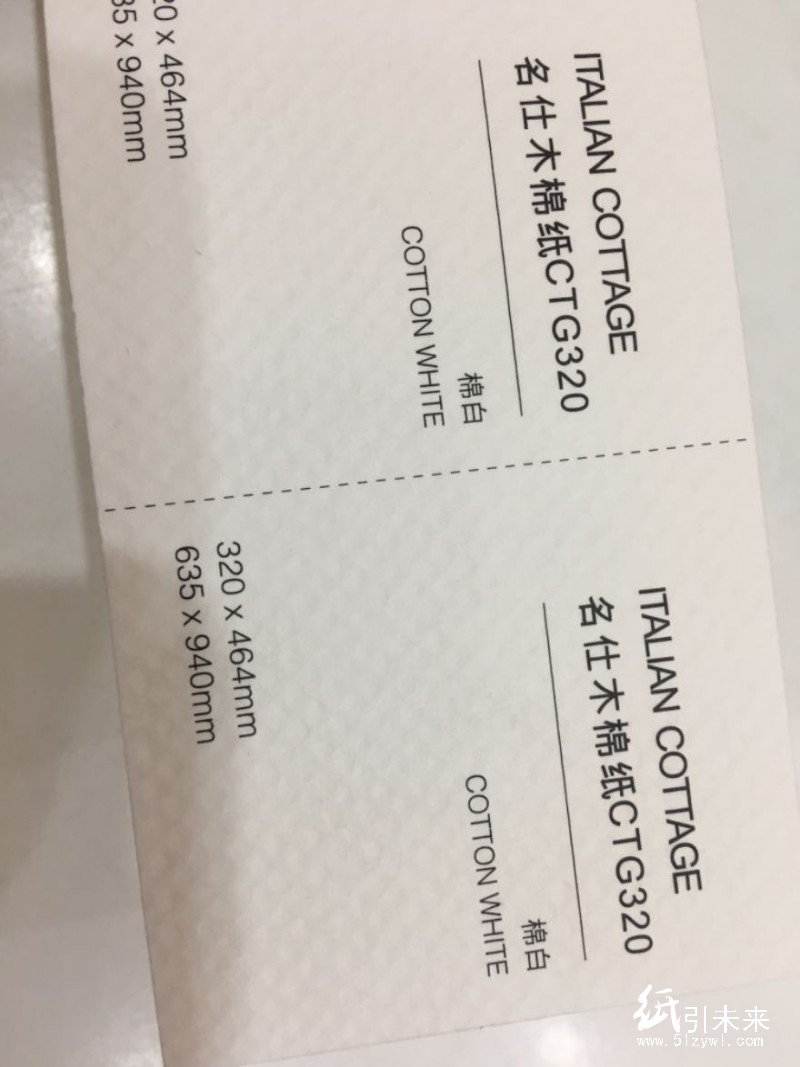 ITALIAN COTTAGE
名仕木棉纸CTG320
棉白
COTTON WHITE
20 x 464mm
35 x 940mm
ITALIAN COTTAGE
名仕木棉纸CTG320
棉白
COTTON WHITE
320 x 464mm
635 x 940mm
纸引未来
www.51zywl.com